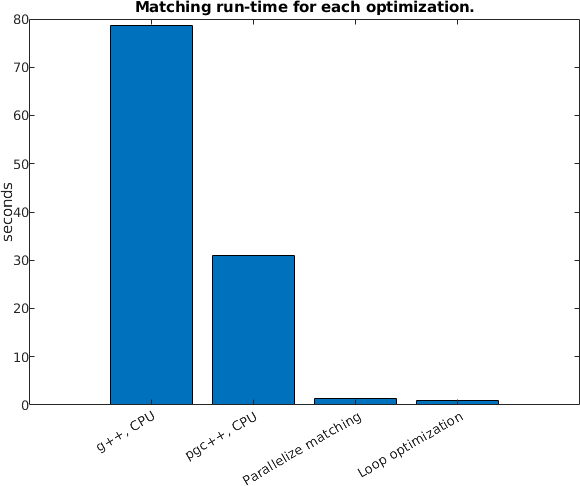 Matching run-time for each optimization.
80
70
60
50
40
30
20
10
0
seconds
g++, CPU
pgc++, CPU
Parallelize matching
Loop optimization